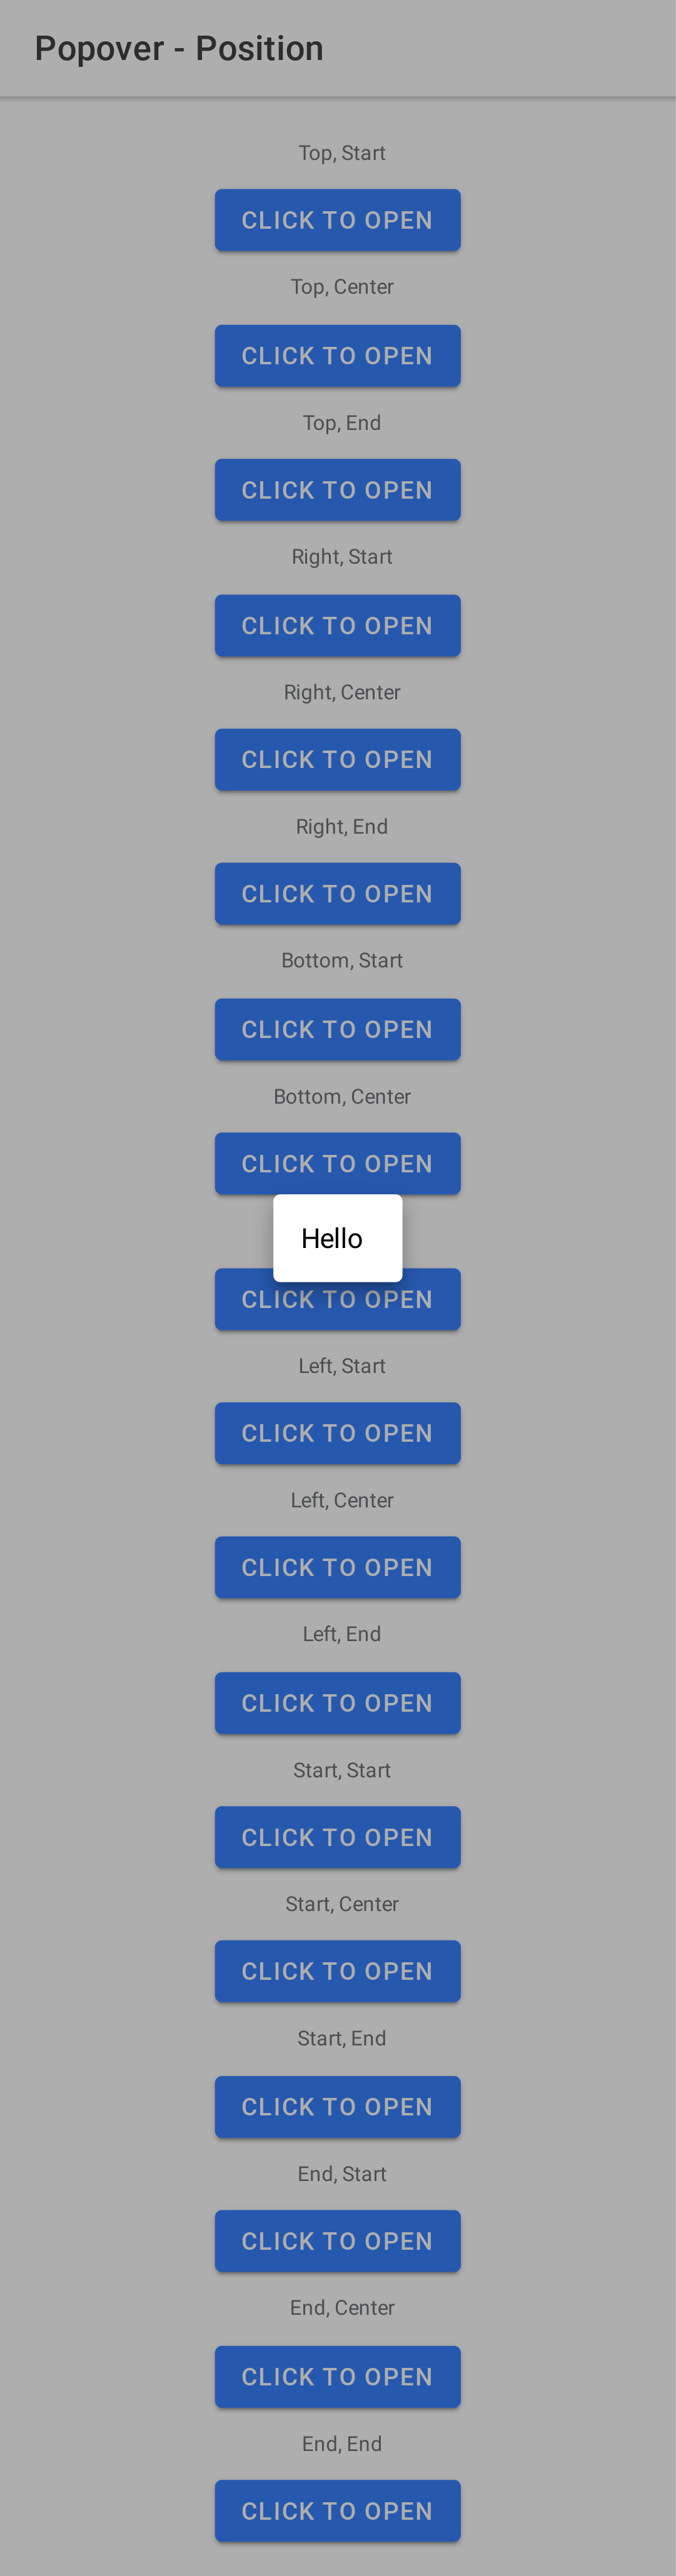 Popover - Position
Top, Start
CLICK TO OPEN
Top, Center
CLICK TO OPEN
Top, End
CLICK TO OPEN
Right, Start
CLICK TO OPEN
Right, Center
CLICK TO OPEN
Right, End
CLICK TO OPEN
Bottom, Start
CLICK TO OPEN
Bottom, Center
CLICK TO OPEN
Hello
CLICK TO OPEN
Left, Start
CLICK TO OPEN
Left, Center
CLICK TO OPEN
Left, End
CLICK TO OPEN
Start, Start
CLICK TO OPEN
Start, Center
CLICK TO OPEN
Start, End
CLICK TO OPEN
End, Start
CLICK TO OPEN
End, Center
CLICK TO OPEN
End, End
CLICK TO OPEN